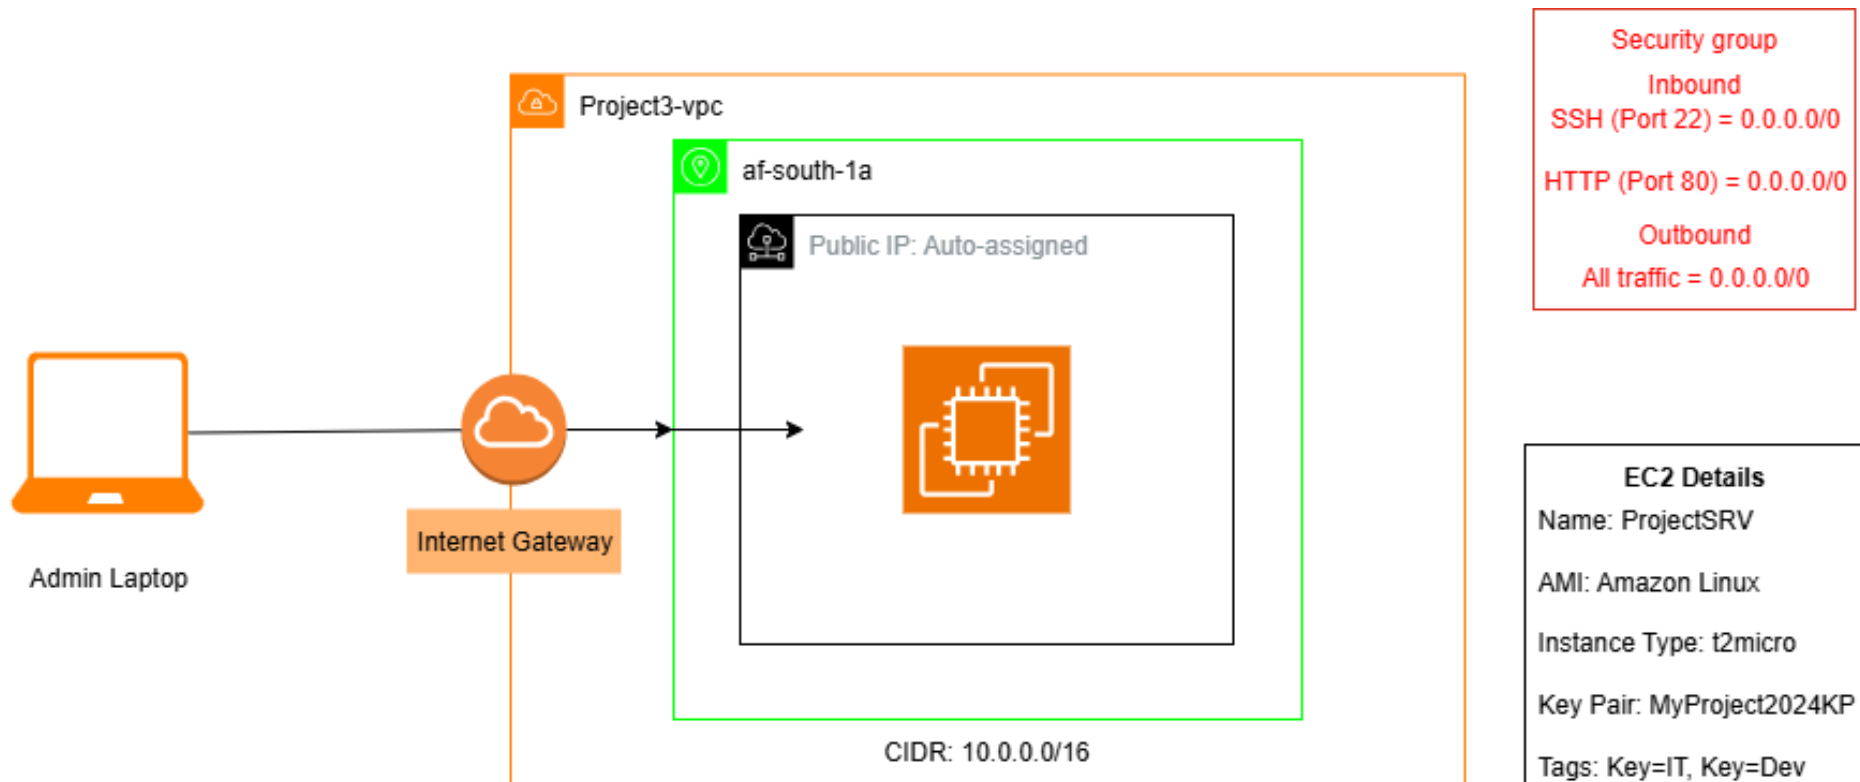 Project3-vpc
af-south-1a
Public IP: Auto-assigned
Internet Gateway
Admin Laptop
CIDR: 10.0.0.0/16
Security group
Inbound
SSH (Port 22) = 0.0.0.0/0
HTTP (Port 80) = 0.0.0.0/0
Outbound
All traffic = 0.0.0.0/0
EC2 Details
Name: ProjectSRV
AMI: Amazon Linux
Instance Type: t2micro
Key Pair: MyProject2024KP
Tags: Key=IT, Key=Dev